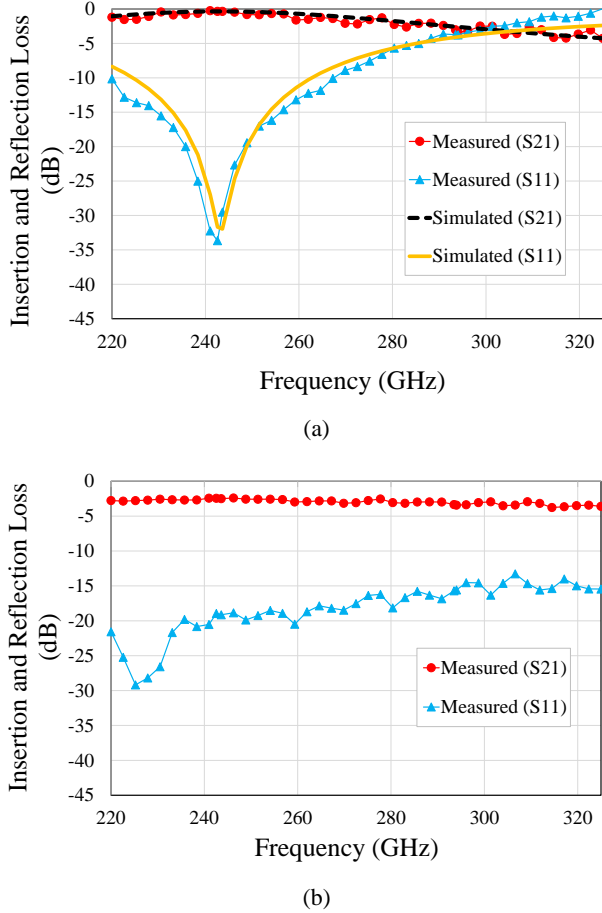 0
-5
-10
-15
-20
-25
-30
-35
-40
-45
Insertion and Reflection Loss
(dB)
Measured (S21)
Measured (S11)
Simulated (S21)
Simulated (S11)
220 240 260 280 300 320
Frequency (GHz)
(a)
0
-5
-10
-15
-20
-25
-30
-35
-40
-45
Insertion and Reflection Loss
(dB)
Measured (S21)
Measured (S11)
220 240 260 280 300 320
Frequency (GHz)
(b)